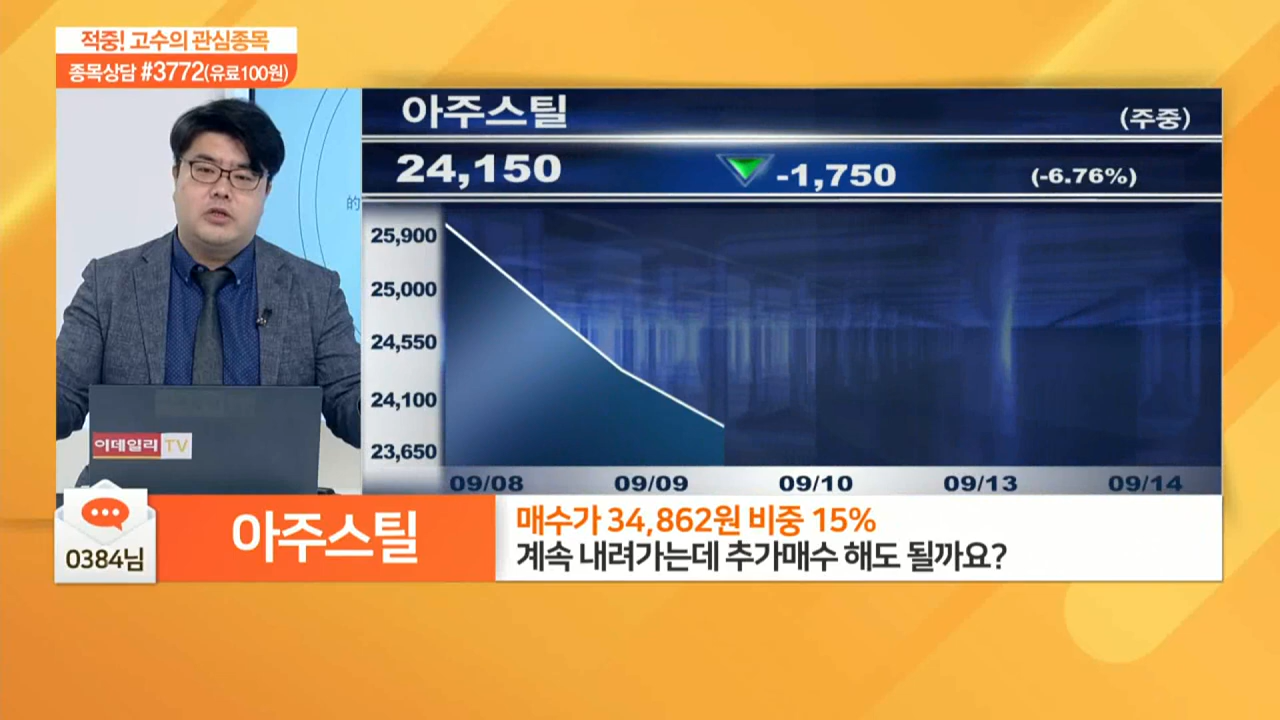 적중! 고수의 관심종목
종목상담 #3772(유료100원)
아주스틸
(주중)
24,150
-1,750
(-6.76%)
的
25,900
25,000
24,550
24,100
23,650
09/08
09/09
09/10
09/13
09/14
이데일리 TV
0384님
아주스틸
매수가 34,862원 비중 15%
계속 내려가는데 추가매수 해도 될까요?